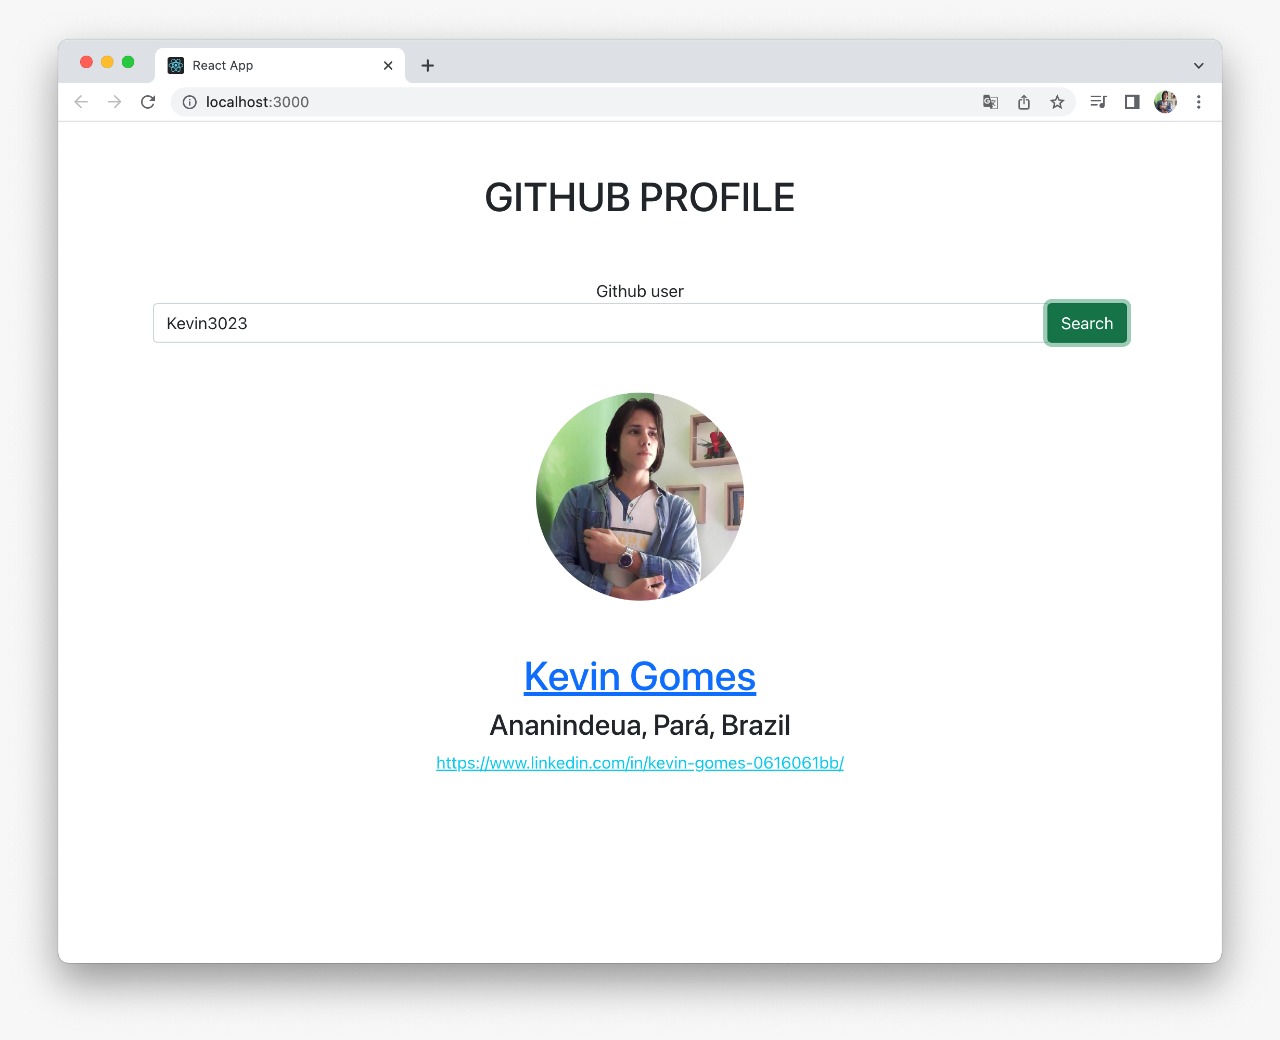 React App
localhost:3000
GITHUB PROFILE
Github user
Kevin3023 Search
Kevin Gomes
Ananindeua, Pará, Brazil
https://www.linkedin.com/in/kevin-gomes-0616061bb/